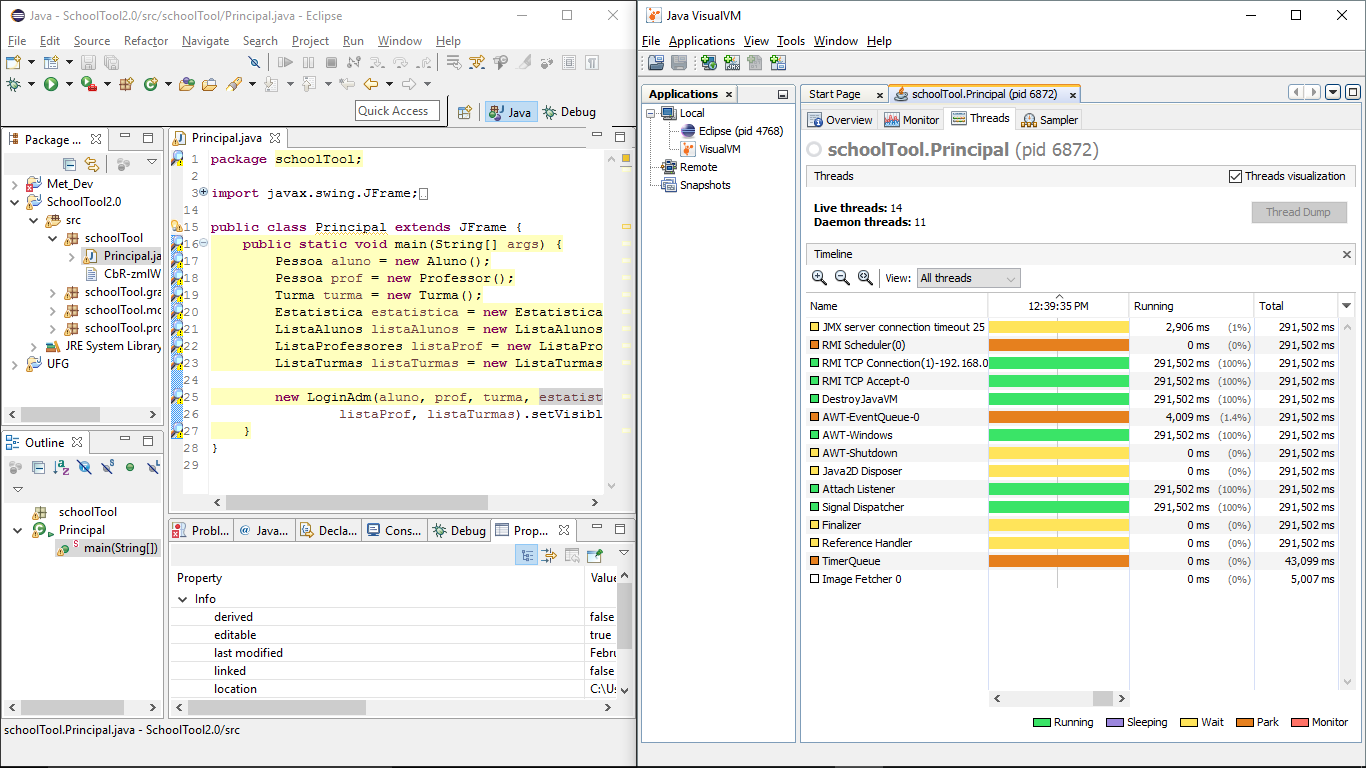 Java - SchoolTool2.0/src/schoolTool/Principal.java - Eclipse
File Edit Source Refactor Navigate Search Project Run Window Help
Quick Access
Java
Debug
Package ...
Met_Dev
SchoolTool2.0
src
schoolTool
Principal.ja
CbR-zmlW
schoolTool.gra
schoolTool.mc
schoolTool.prc
JRE System Library
UFG
Outline
schoolTool
Principal
main(String[])
Principal.java
1 package schoolTool;
2
3 import javax.swing.JFrame;
14
15 public class Principal extends JFrame {
16 public static void main(String[] args) {
17 Pessoa aluno = new Aluno();
18 Pessoa prof = new Professor();
19 Turma turma = new Turma();
20 Estatistica estatistica = new Estatistica
21 ListaAlunos listaAlunos = new ListaAlunos
22 ListaProfessores listaProf = new ListaPro
23 ListaTurmas listaTurmas = new ListaTurmas
24
25 new LoginAdm(aluno, prof, turma, estatist
26 listaProf, listaTurmas).setVisibl
27 }
28 }
29
Probl... Java... Decla... Cons... Debug Prop...
Property Value
Info
derived false
editable true
last modified Febru
linked false
location C:\Us
schoolTool.Principal.java - SchoolTool2.0/src
Java VisualVM
File Applications View Tools Window Help
Applications
Local
Eclipse (pid 4768)
VisualVM
Remote
Snapshots
Start Page schoolTool.Principal (pid 6872)
Overview Monitor Threads Sampler
schoolTool.Principal (pid 6872)
Threads Threads visualization
Live threads: 14
Daemon threads: 11
Thread Dump
Timeline
View: All threads
Name 12:39:35 PM Running Total
JMX server connection timeout 25 2,906 ms (1%) 291,502 ms
RMI Scheduler(0) 0 ms (0%) 291,502 ms
RMI TCP Connection(1)-192.168.0 291,502 ms (100%) 291,502 ms
RMI TCP Accept-0 291,502 ms (100%) 291,502 ms
DestroyJavaVM 291,502 ms (100%) 291,502 ms
AWT-EventQueue-0 4,009 ms (1.4%) 291,502 ms
AWT-Windows 291,502 ms (100%) 291,502 ms
AWT-Shutdown 0 ms (0%) 291,502 ms
Java2D Disposer 0 ms (0%) 291,502 ms
Attach Listener 291,502 ms (100%) 291,502 ms
Signal Dispatcher 291,502 ms (100%) 291,502 ms
Finalizer 0 ms (0%) 291,502 ms
Reference Handler 0 ms (0%) 291,502 ms
TimerQueue 0 ms (0%) 43,099 ms
Image Fetcher 0 0 ms (0%) 5,007 ms
Running Sleeping Wait Park Monitor